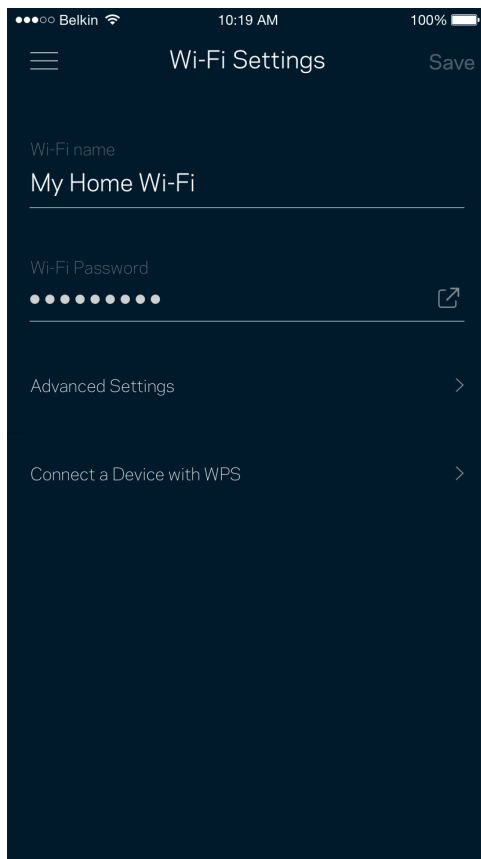 Belkin 10:19 AM 100%
Wi-Fi Settings Save
Wi-Fi name
My Home Wi-Fi
Wi-Fi Password
●●●●●●●●●
Advanced Settings
Connect a Device with WPS